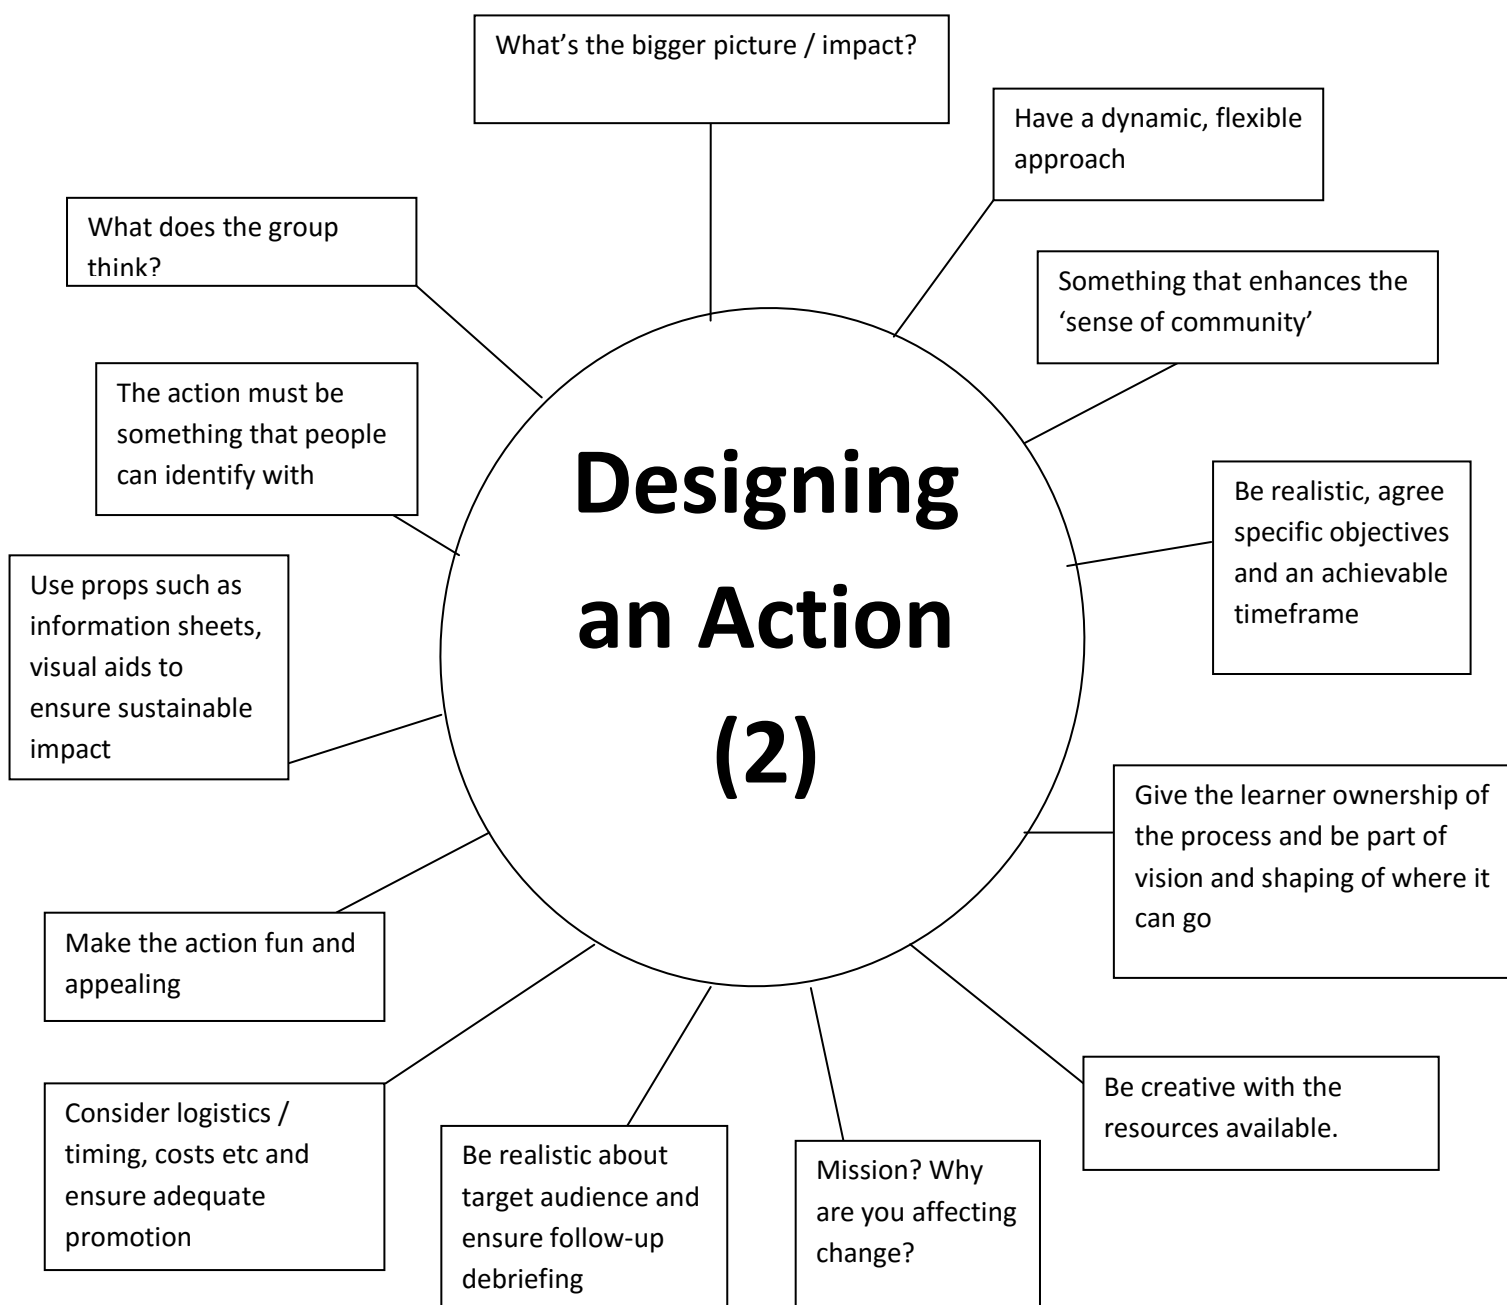 What’s the bigger picture / impact?
Have a dynamic, flexible
approach
What does the group
think?
Something that enhances the
‘sense of community’
The action must be
something that people
can identify with
Designing
an Action
(2)
Be realistic, agree
specific objectives
and an achievable
timeframe
Use props such as
information sheets,
visual aids to
ensure sustainable
impact
Give the learner ownership of
the process and be part of
vision and shaping of where it
can go
Make the action fun and
appealing
Be creative with the
resources available.
Consider logistics /
timing, costs etc and
ensure adequate
promotion
Be realistic about
target audience and
ensure follow-up
debriefing
Mission? Why
are you affecting
change?